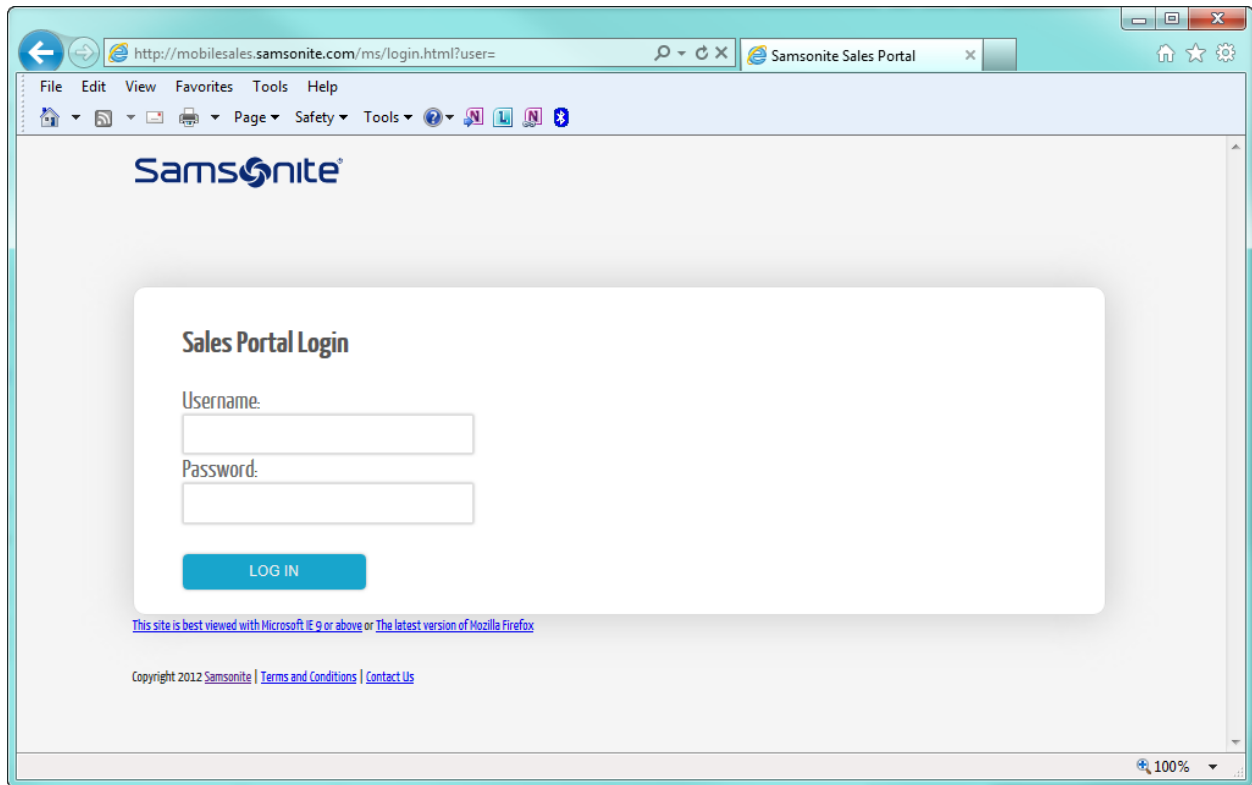 http://mobilesales.samsonite.com/ms/login.html?user=
Samsonite Sales Portal
File Edit View Favorites Tools Help
Page Safety Tools
Samsonite
Sales Portal Login
Username:
Password:
LOG IN
This site is best viewed with Microsoft IE 9 or above or The latest version of Mozilla Firefox
Copyright 2012 Samsonite | Terms and Conditions | Contact Us
100%